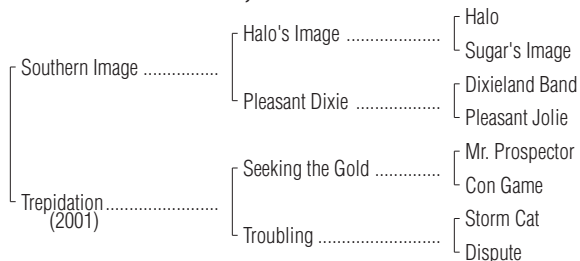 Halo
Halo's Image ....................
Sugar's Image
Southern Image ................
Dixieland Band
Pleasant Dixie ..................
Pleasant Jolie
Mr. Prospector
Seeking the Gold ..............
Con Game
Trepidation........................
(2001)
Storm Cat
Troubling ..........................
Dispute